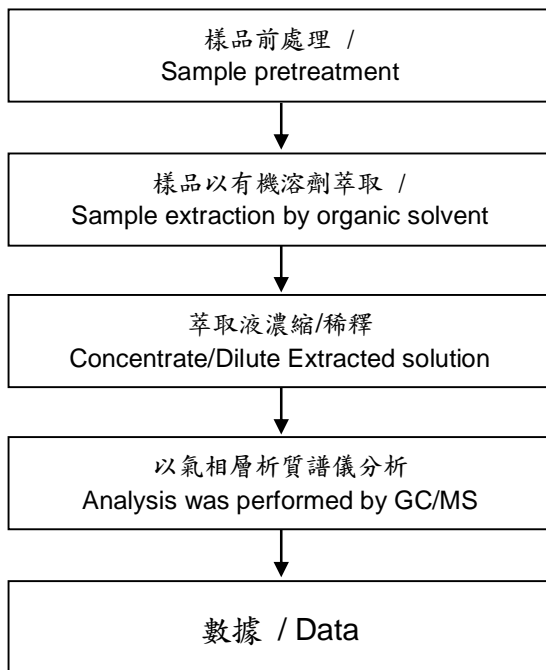 樣品前處理 /
Sample pretreatment
樣品以有機溶劑萃取 /
Sample extraction by organic solvent
萃取液濃縮/稀釋
Concentrate/Dilute Extracted solution
以氣相層析質譜儀分析
Analysis was performed by GC/MS
數據 / Data